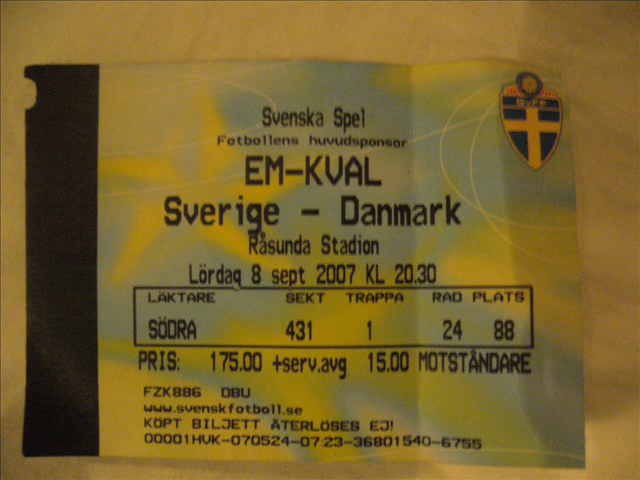 SvFF
Svenska Spel
Fotbollens huvudsponsor
EM-KVAL
Sverige - Danmark
Råsunda Stadion
Lördag 8 sept 2007 KL 20.30
LÄKTARE SEKT TRAPPA RAD PLATS
SÖDRA 431 1 24 88
PRIS: 175.00 +serv.avg 15.00 MOTSTÅNDARE
FZK886 DBU
www.svenskfotboll.se
KÖPT BILJETT ÅTERLÖSES EJ!
00001HVK-070524-07:23-36801540-6755